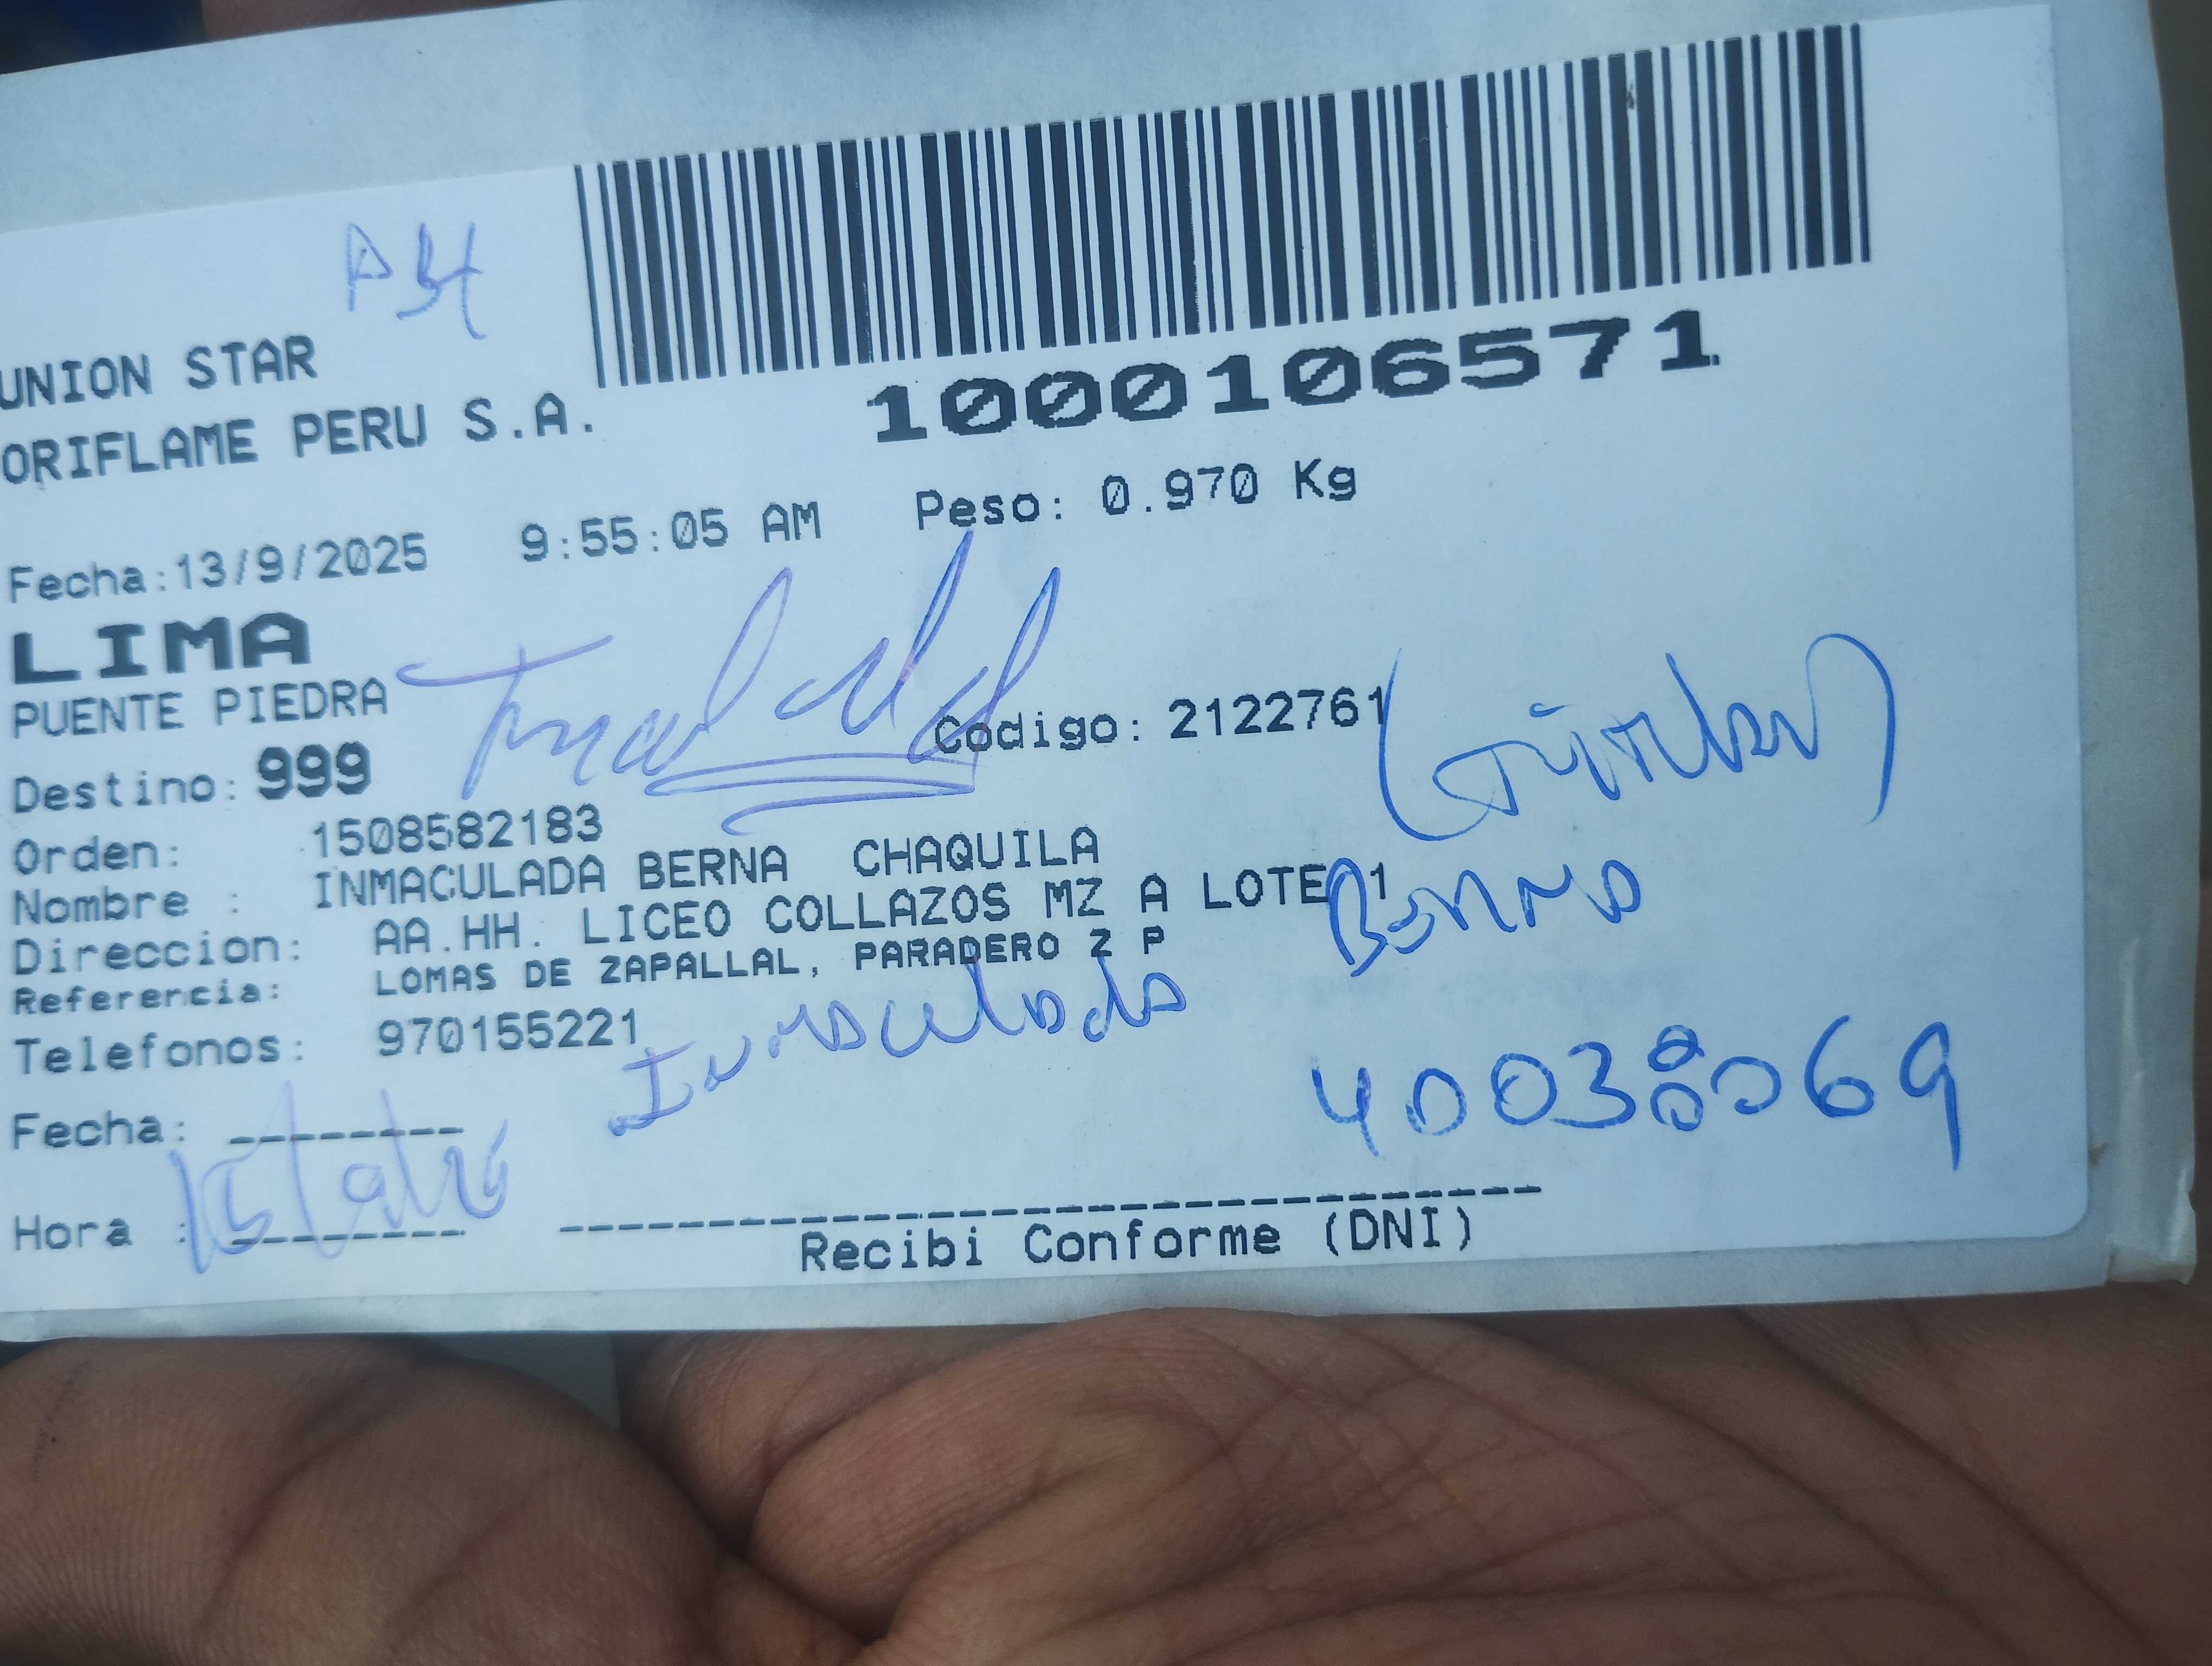 UNION STAR
ORIFLAME PERU S.A.
1000106571
Fecha:13/9/2025 9:55:05 AM Peso: 0.970 Kg
LIMA
PUENTE PIEDRA
Codigo: 2122761
Destino: 999
Orden: 1508582183
Nombre : INMACULADA BERNA CHAQUILA
Direccion: AA.HH. LICEO COLLAZOS MZ A LOTE 1
Referencia: LOMAS DE ZAPALLAL, PARADERO 2 P
Telefonos: 970155221
Inmaculada
Berna
Fecha:
Hora :
Recibi Conforme (DNI)